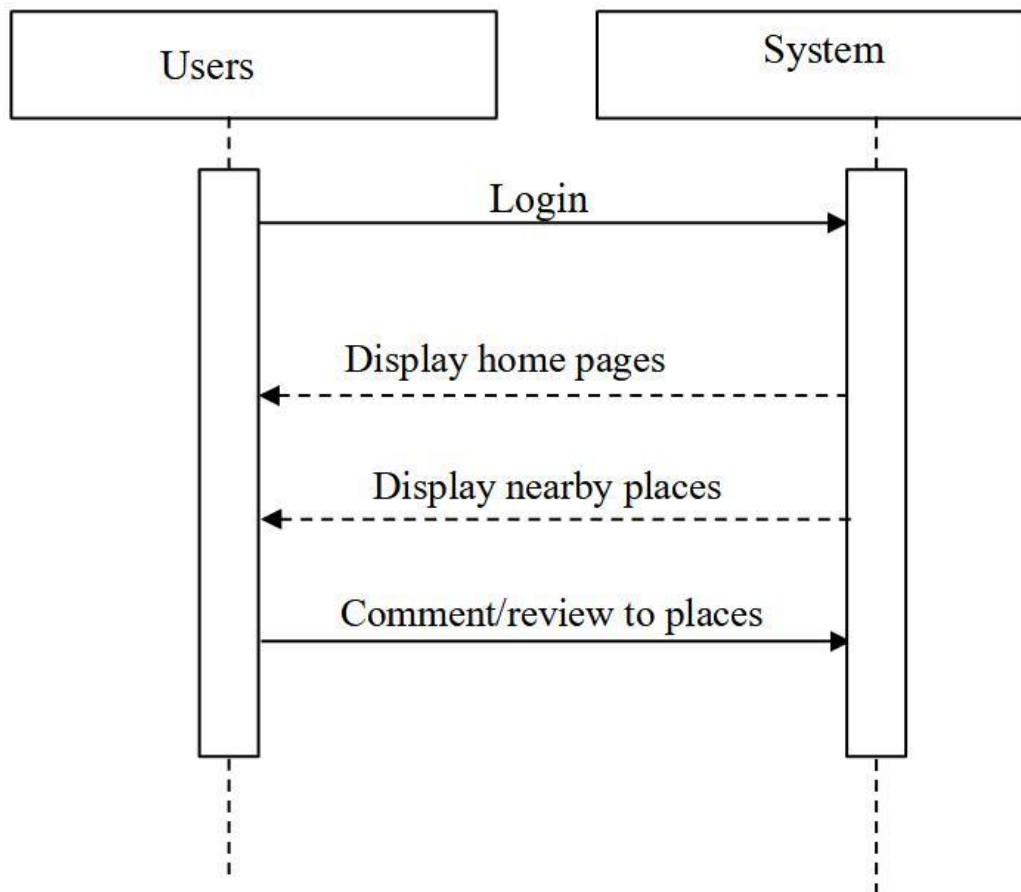 Users
System
Login
Display home pages
Display nearby places
Comment/review to places